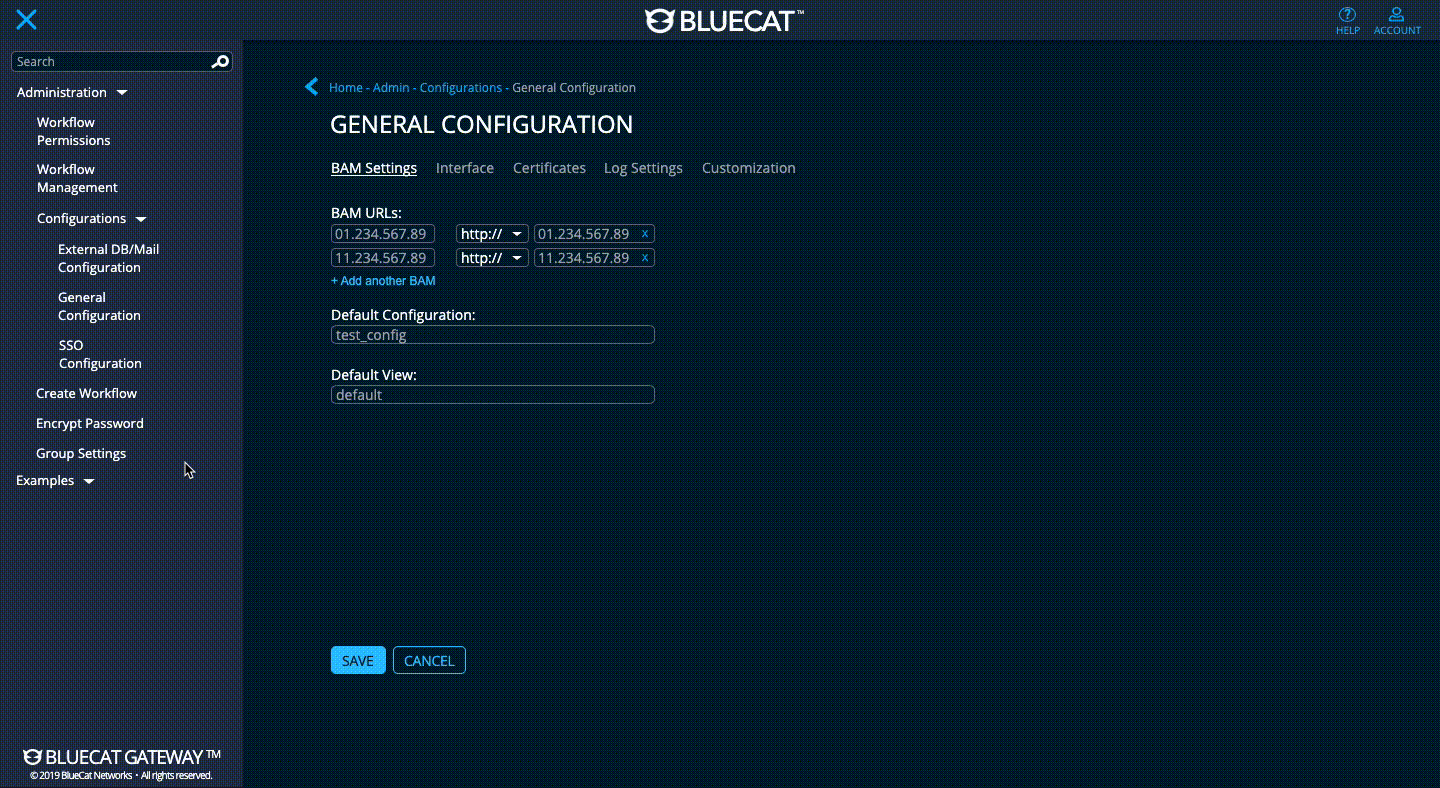 BLUECAT™
HELP
ACCOUNT
Search
Administration
Workflow
Permissions
Workflow
Management
Configurations
External DB/Mail
Configuration
General
Configuration
SSO
Configuration
Create Workflow
Encrypt Password
Group Settings
Examples
BLUECAT GATEWAY™
© 2019 BlueCat Networks • All rights reserved.
Home - Admin - Configurations - General Configuration
GENERAL CONFIGURATION
BAM Settings Interface Certificates Log Settings Customization
BAM URLs:
01.234.567.89 http:// 01.234.567.89 x
11.234.567.89 http:// 11.234.567.89 x
+ Add another BAM
Default Configuration:
test_config
Default View:
default
SAVE CANCEL